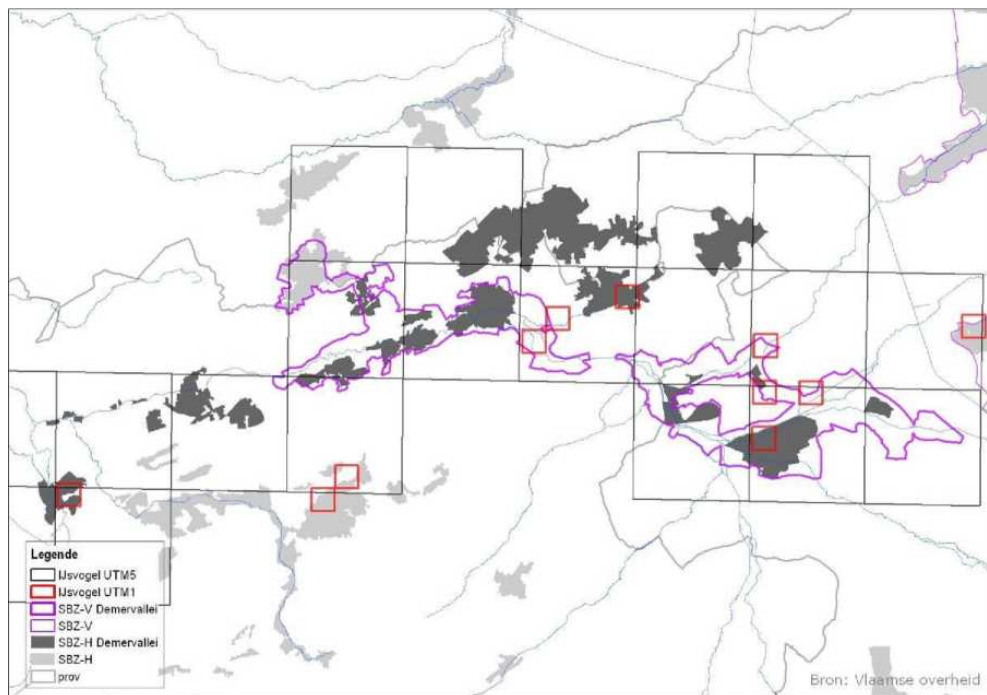 Legende
IJsvogel UTM5
IJsvogel UTM1
SBZ-V Demervallei
SBZ-V
SBZ-H Demervallei
SBZ-H
prov
Bron: Vlaamse overheid